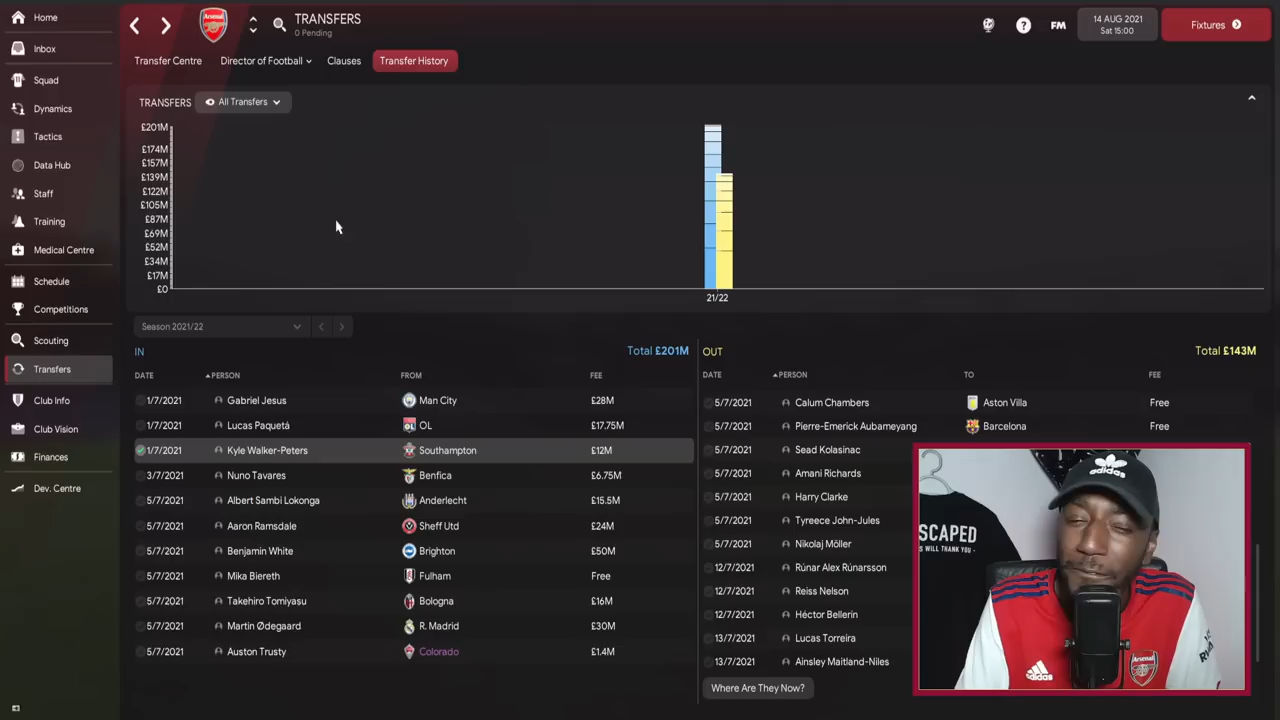 Home
TRANSFERS
0 Pending
14 AUG 2021
Sat 15:00
FM
Fixtures
Inbox
Squad
Dynamics
Tactics
Data Hub
Staff
Training
Medical Centre
Schedule
Competitions
Scouting
Transfers
Club Info
Club Vision
Finances
Dev. Centre
Transfer Centre Director of Football Clauses Transfer History
TRANSFERS All Transfers
£201M
£174M
£157M
£139M
£122M
£105M
£87M
£69M
£52M
£34M
£17M
£0
21/22
Season 2021/22
IN Total £201M
DATE PERSON FROM FEE
1/7/2021 Gabriel Jesus Man City £28M
1/7/2021 Lucas Paquetá OL £17.75M
1/7/2021 Kyle Walker-Peters Southampton £12M
3/7/2021 Nuno Tavares Benfica £6.75M
5/7/2021 Albert Sambi Lokonga Anderlecht £15.5M
5/7/2021 Aaron Ramsdale Sheff Utd £24M
5/7/2021 Benjamin White Brighton £50M
5/7/2021 Mika Biereth Fulham Free
5/7/2021 Takehiro Tomiyasu Bologna £16M
5/7/2021 Martin Ødegaard R. Madrid £30M
5/7/2021 Auston Trusty Colorado £1.4M
OUT Total £143M
DATE PERSON TO FEE
5/7/2021 Calum Chambers Aston Villa Free
5/7/2021 Pierre-Emerick Aubameyang Barcelona Free
5/7/2021 Sead Kolasinac
5/7/2021 Amani Richards
5/7/2021 Harry Clarke
5/7/2021 Tyreece John-Jules
5/7/2021 Nikolaj Möller
12/7/2021 Rúnar Alex Rúnarsson
12/7/2021 Reiss Nelson
12/7/2021 Héctor Bellerín
13/7/2021 Lucas Torreira
13/7/2021 Ainsley Maitland-Niles
Where Are They Now?
adidas
SCAPED
S WILL THANK YOU -
adidas
Arsenal